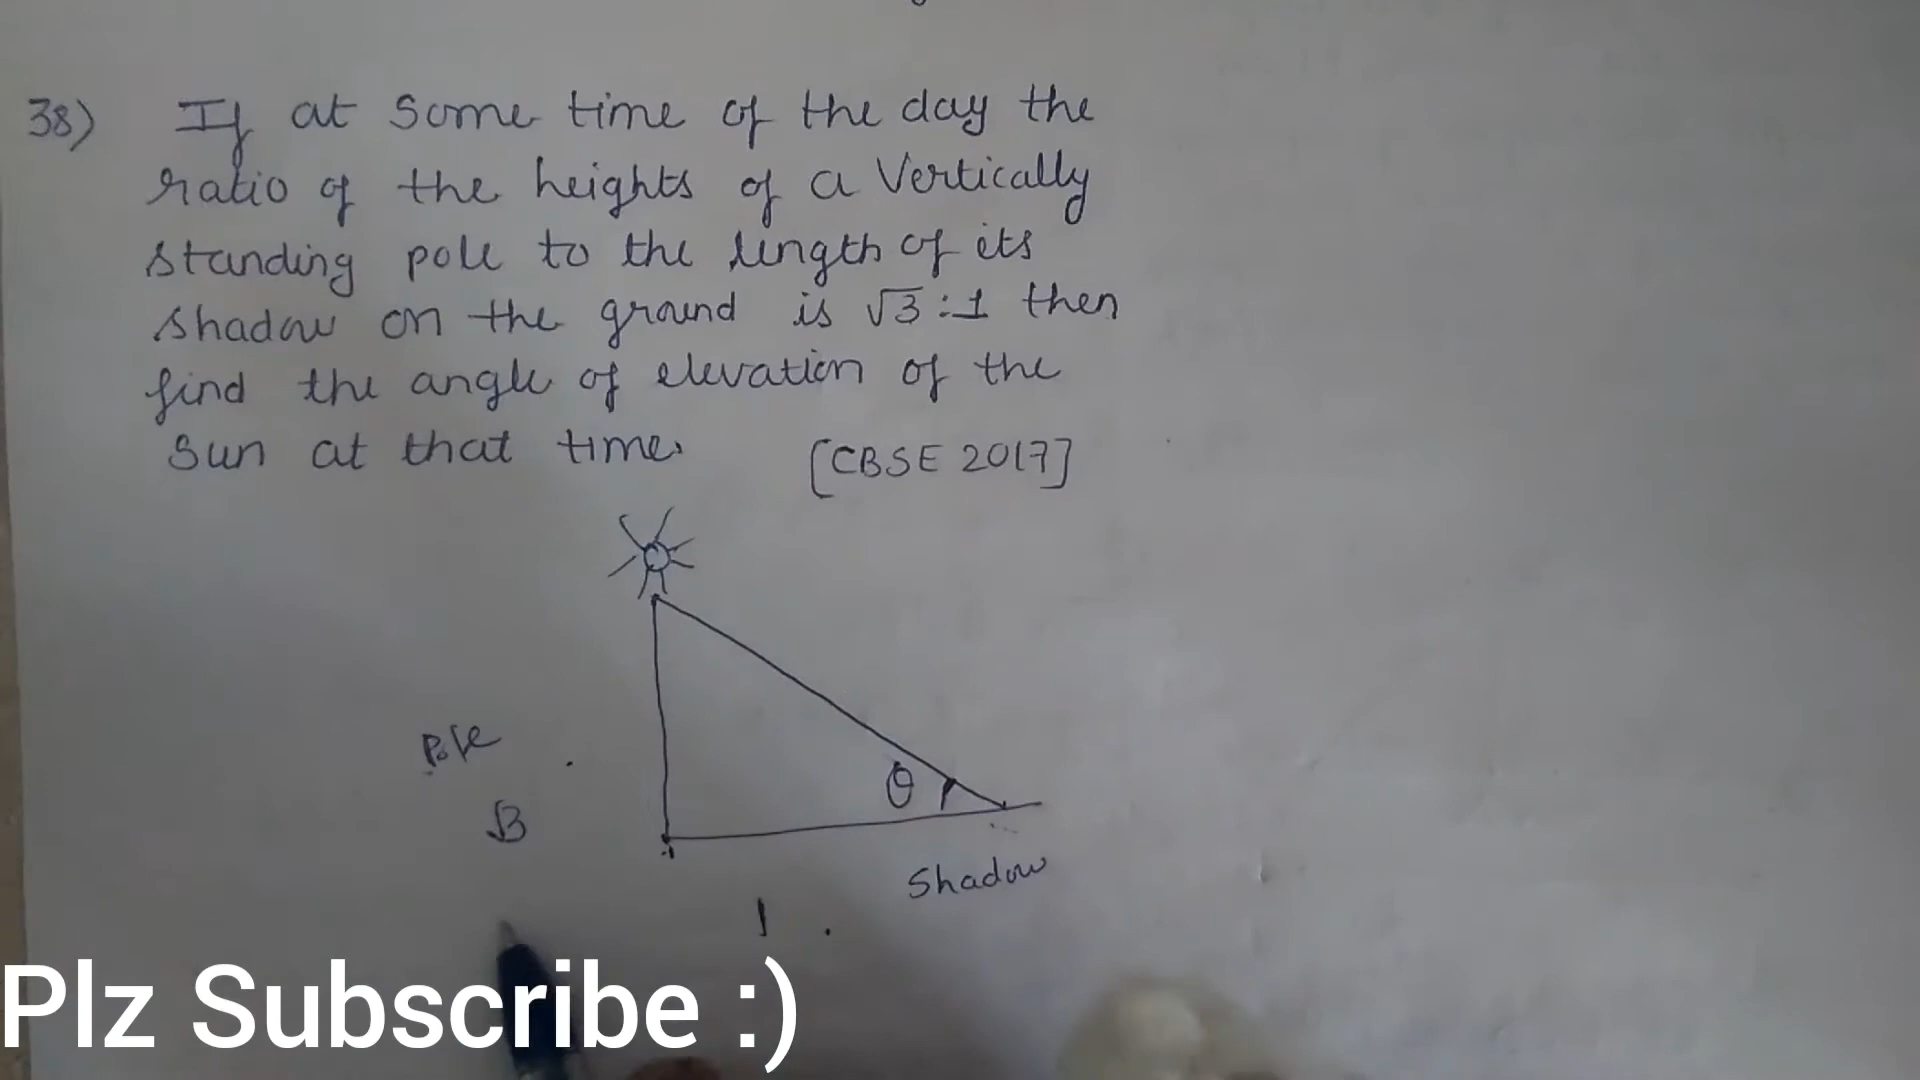 38) If at some time of the day the
ratio of the heights of a Vertically
standing pole to the length of its
shadow on the ground is √3:1 then
find the angle of elevation of the
sun at that time. [CBSE 2017]
Pole
θ
√3
Shadow
1
Plz Subscribe :)